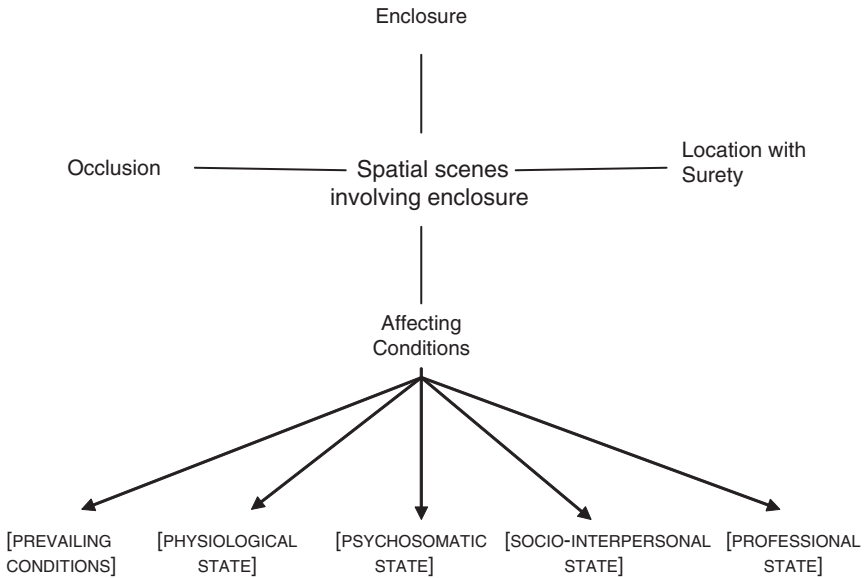 Enclosure
Occlusion
Spatial scenes
involving enclosure
Location with
Surety
Affecting
Conditions
[PREVAILING
CONDITIONS]
[PHYSIOLOGICAL
STATE]
[PSYCHOSOMATIC
STATE]
[SOCIO-INTERPERSONAL
STATE]
[PROFESSIONAL
STATE]